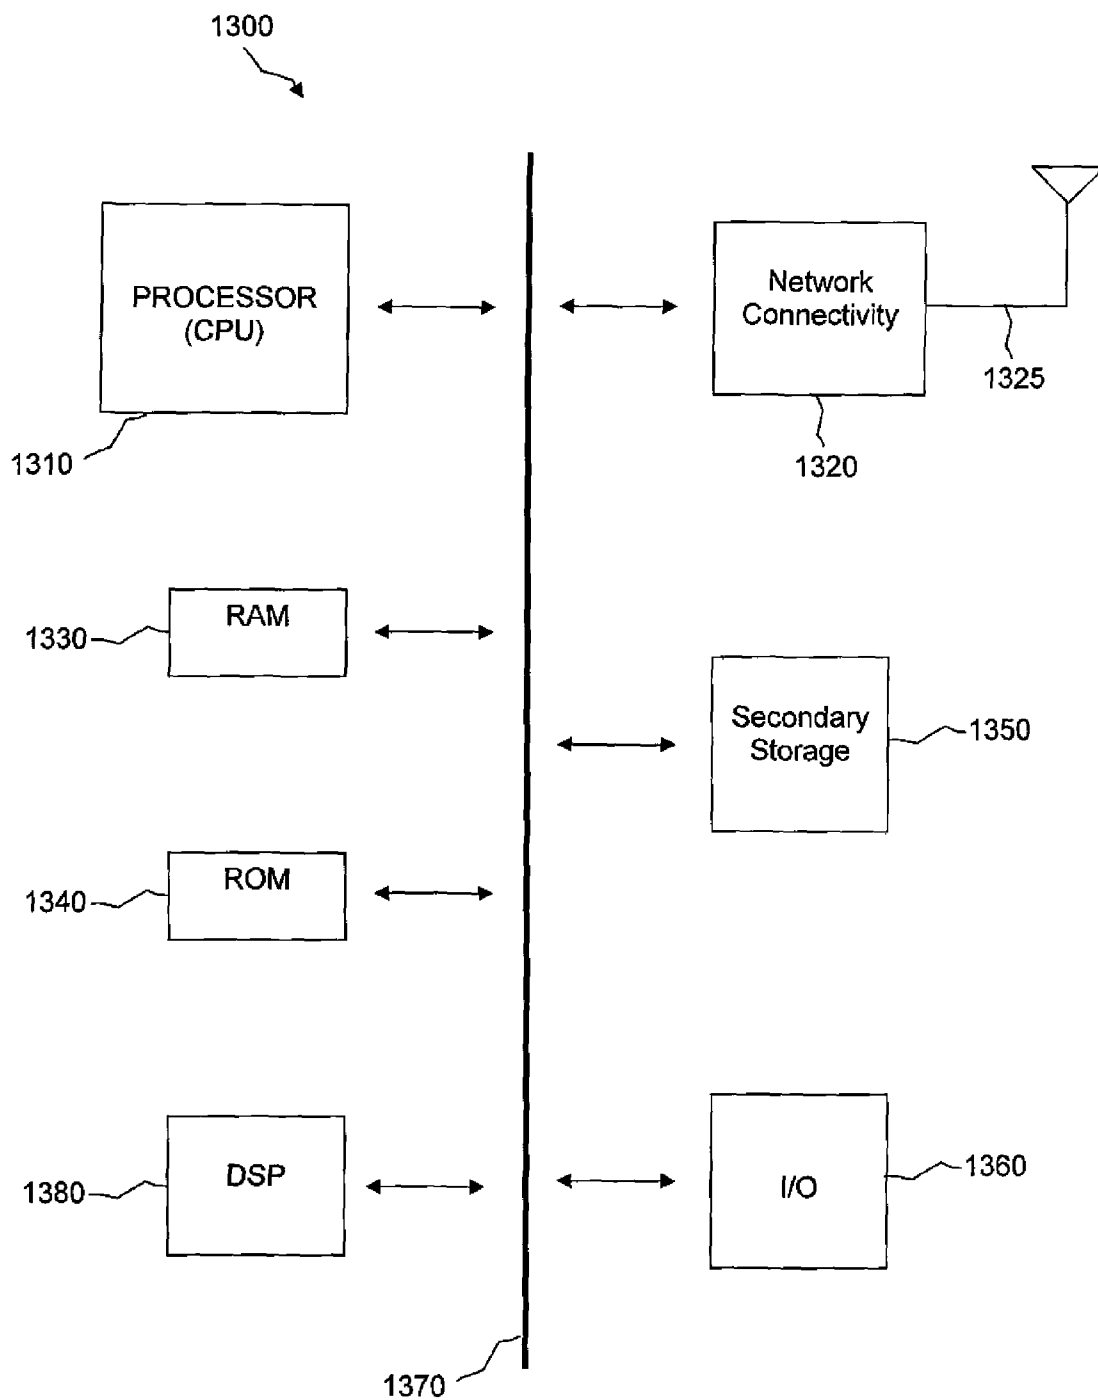 1300
PROCESSOR
(CPU)
1310
Network
Connectivity
1325
1320
RAM
1330
Secondary
Storage
1350
ROM
1340
DSP
1380
I/O
1360
1370